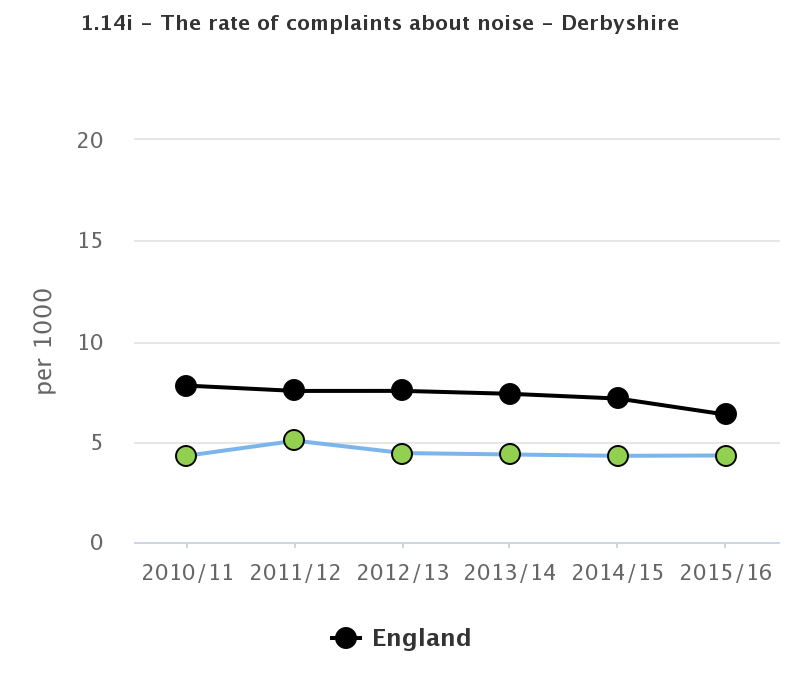 1.14i – The rate of complaints about noise – Derbyshire
20
15
10
5
0
per 1000
2010/11 2011/12 2012/13 2013/14 2014/15 2015/16
England